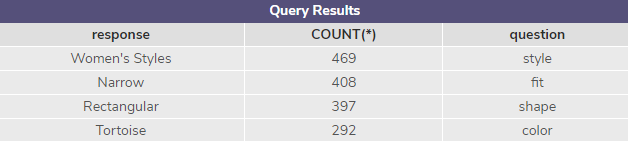 Query Results
response COUNT(*) question
Women's Styles 469 style
Narrow 408 fit
Rectangular 397 shape
Tortoise 292 color